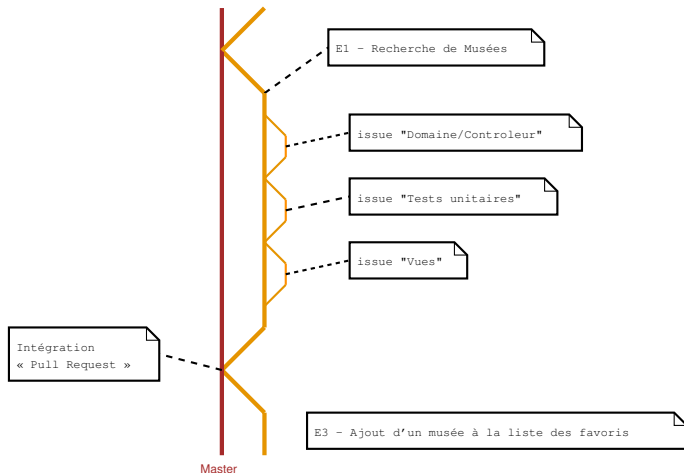 E1 – Recherche de Musées
issue "Domaine/Controleur"
issue "Tests unitaires"
issue "Vues"
Intégration
« Pull Request »
E3 – Ajout d’un musée à la liste des favoris
Master